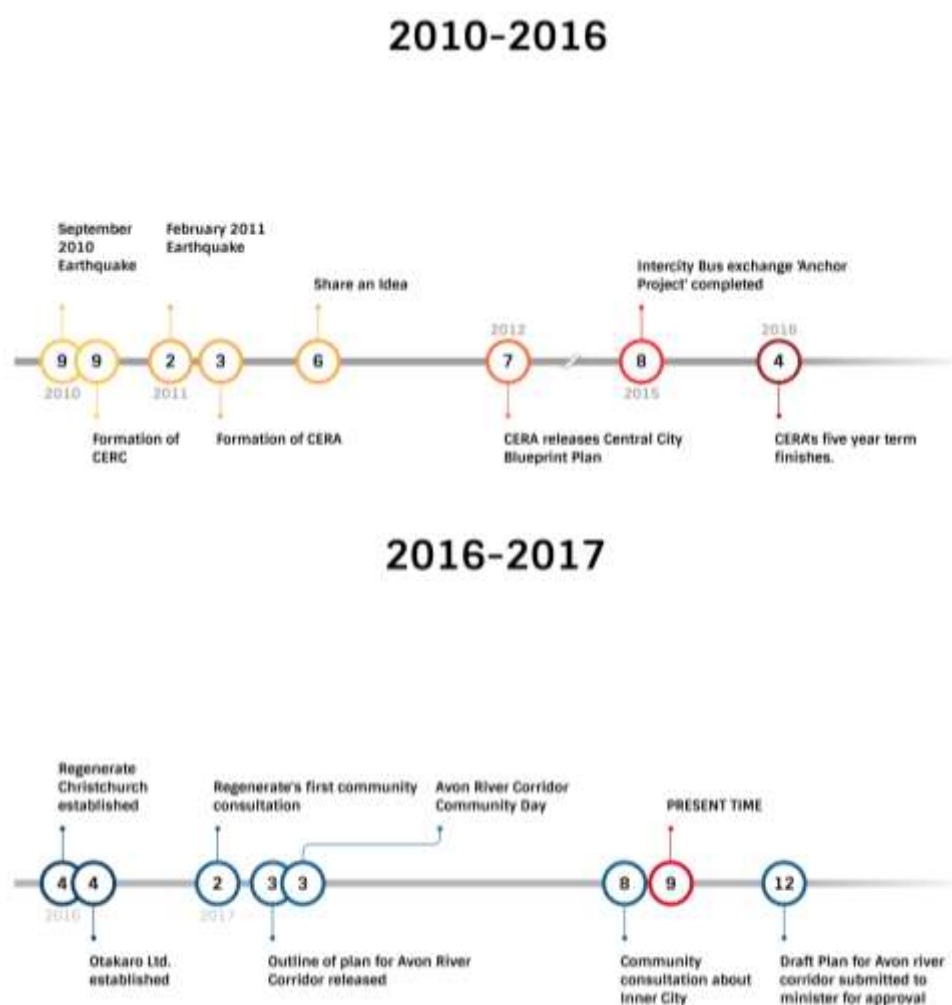 2010-2016
September
2010
Earthquake
February 2011
Earthquake
Share an Idea
Intercity Bus exchange 'Anchor
Project' completed
2012
2016
9 9 2 3 6 7 8 4
2010
2011
2015
Formation of
CERC
Formation of CERA
CERA releases Central City
Blueprint Plan
CERA's five year term
finishes.
2016-2017
Regenerate
Christchurch
established
Regenerate's first community
consultation
Avon River Corridor
Community Day
PRESENT TIME
4 4 2 3 3 8 9 12
2016
2017
Otakaro Ltd.
established
Outline of plan for Avon River
Corridor released
Community
consultation about
Inner City
Draft Plan for Avon river
corridor submitted to
minister for approval